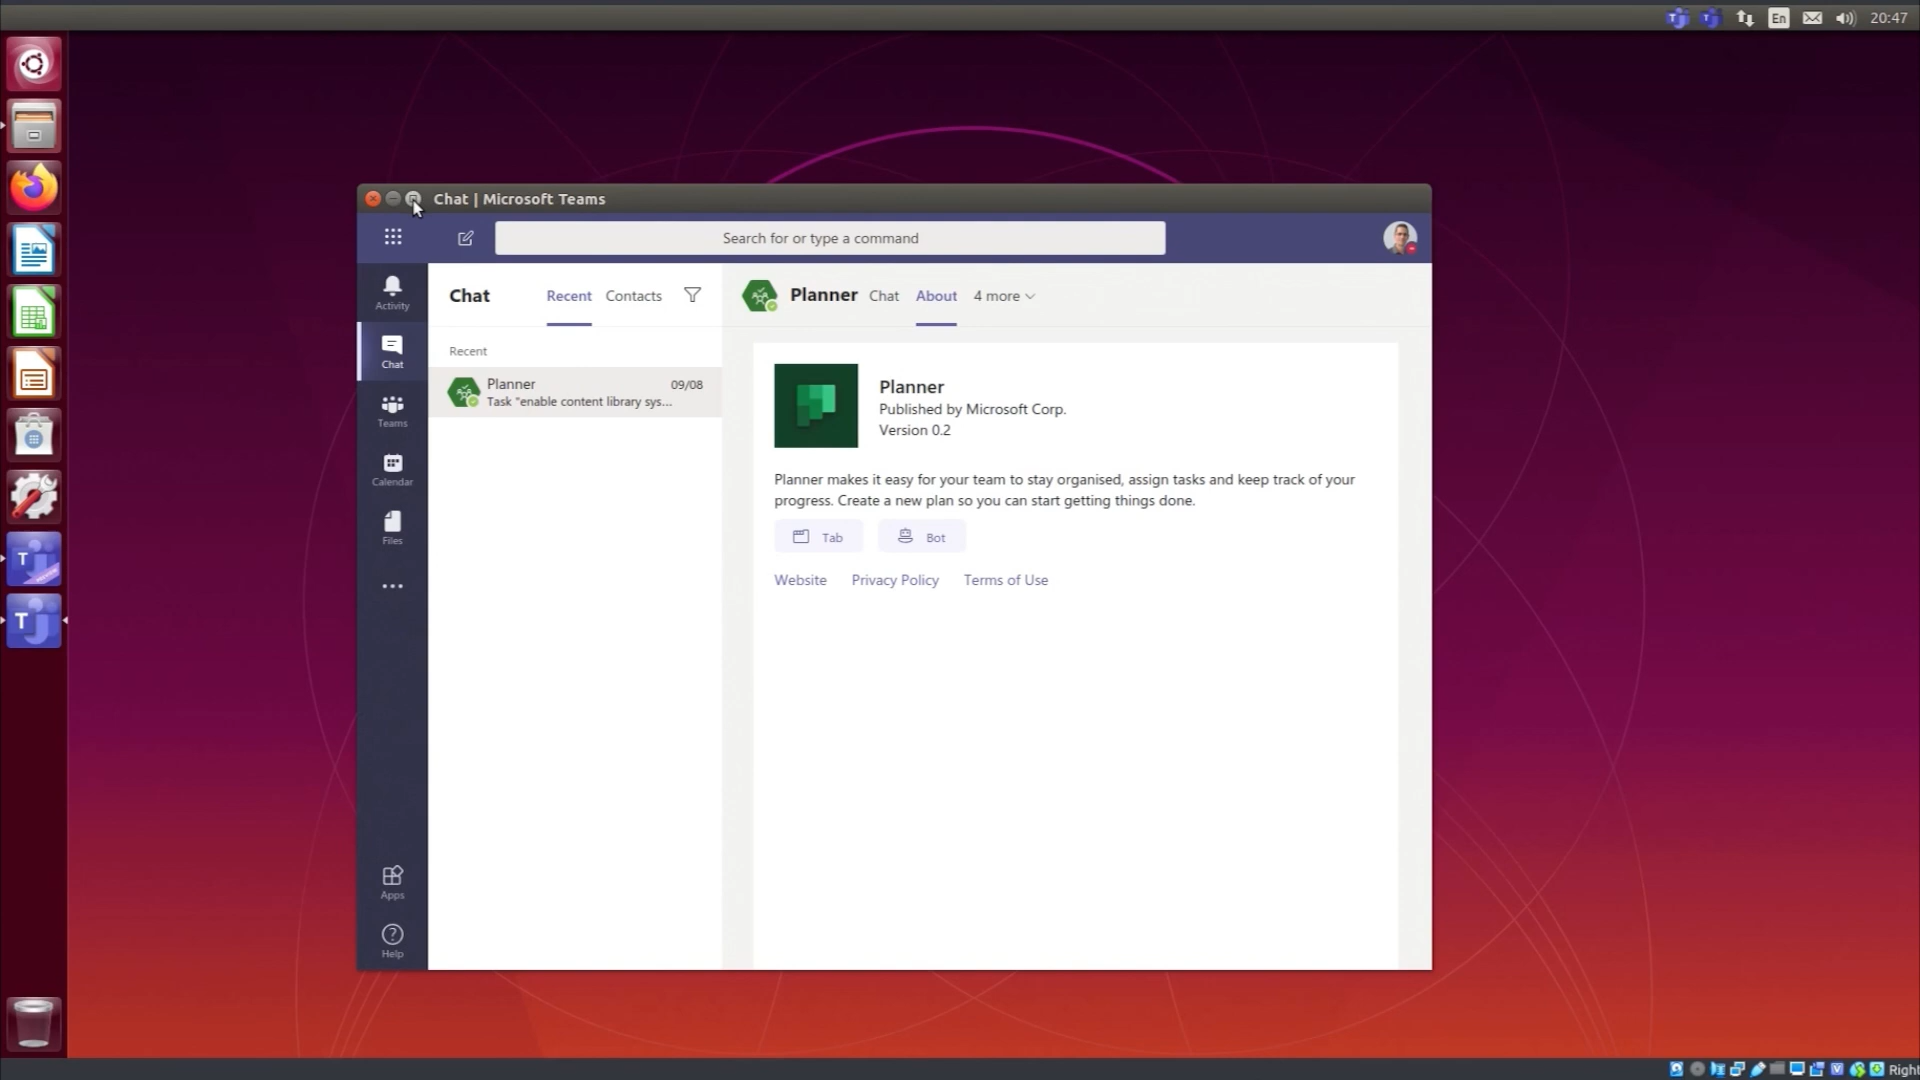 En
20:47
Chat | Microsoft Teams
Search for or type a command
Activity
Chat
Teams
Calendar
Files
Apps
Help
Chat
Recent
Contacts
Recent
Planner
09/08
Task "enable content library sys...
Planner
Chat
About
4 more
Planner
Published by Microsoft Corp.
Version 0.2
Planner makes it easy for your team to stay organised, assign tasks and keep track of your
progress. Create a new plan so you can start getting things done.
Tab
Bot
Website
Privacy Policy
Terms of Use
T
T
Right